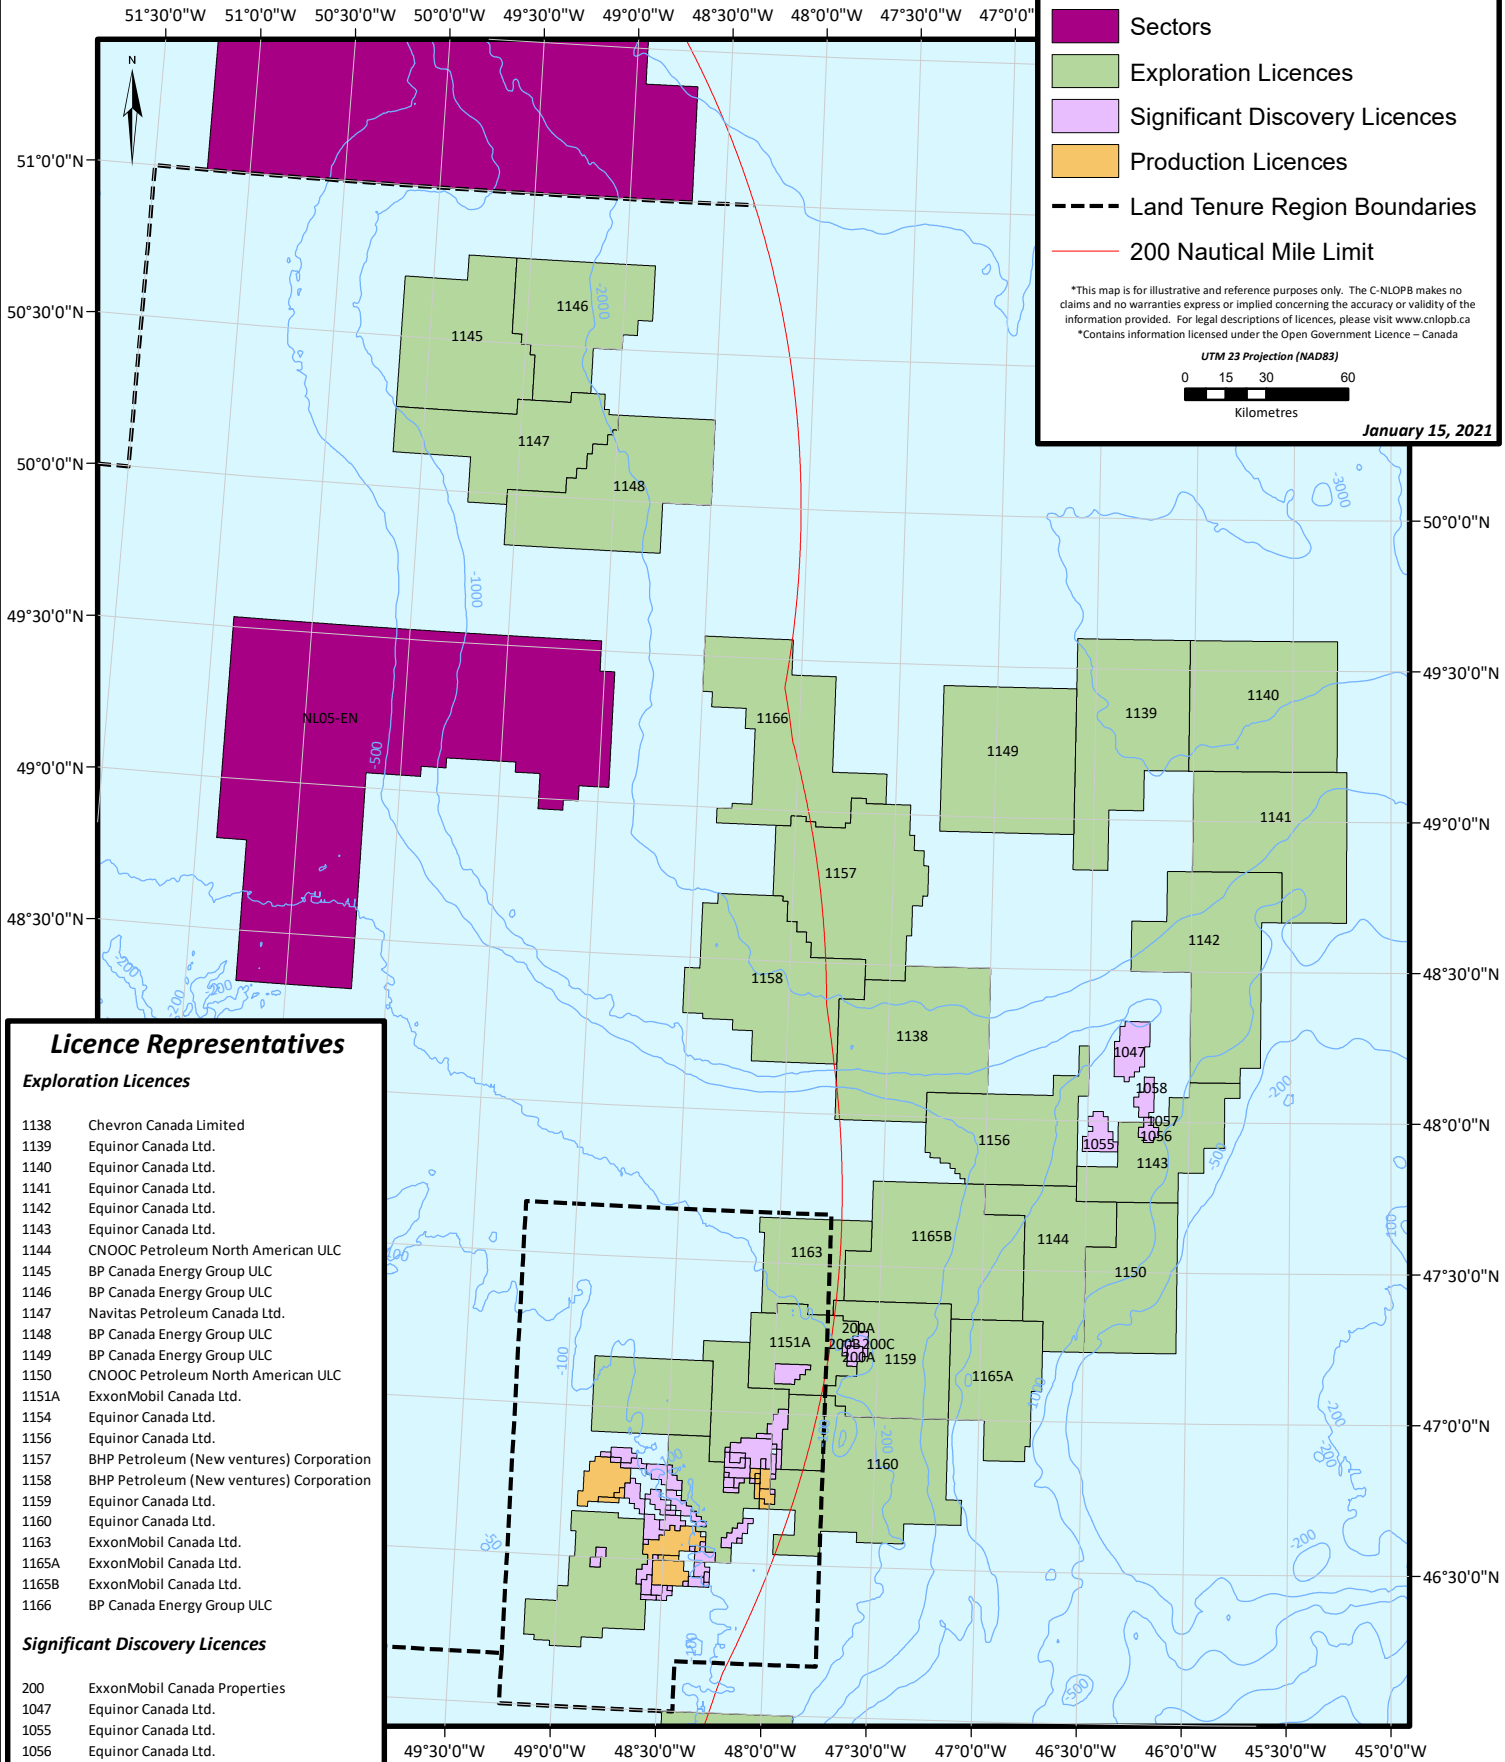 51°30'0"W 51°0'0"W 50°30'0"W 50°0'0"W 49°30'0"W 49°0'0"W 48°30'0"W 48°0'0"W 47°30'0"W 47°0'0"
Sectors
Exploration Licences
Significant Discovery Licences
Production Licences
Land Tenure Region Boundaries
200 Nautical Mile Limit
*This map is for illustrative and reference purposes only. The C-NLOPB makes no
claims and no warranties express or implied concerning the accuracy or validity of the
information provided. For legal descriptions of licences, please visit www.cnlopb.ca
*Contains information licensed under the Open Government Licence – Canada
UTM 23 Projection (NAD83)
0 15 30 60
Kilometres
January 15, 2021
N
51°0'0"N
50°30'0"N
50°0'0"N
49°30'0"N
49°0'0"N
48°30'0"N
50°0'0"N
49°30'0"N
49°0'0"N
48°30'0"N
48°0'0"N
47°30'0"N
47°0'0"N
46°30'0"N
1146
1145
-2000
1147
1148
-3000
-1000
NL05-EN
-500
1166
1149
1139
1140
1141
1157
1142
1158
1138
-200
-200
-200
1047
1058
1057
1056
1055
1143
1156
-200
-500
100
1163
1165B
1144
1150
1151A
200A
200B 200C
200A
1159
1165A
-100
1160
-200
-200
-200
-50
-200
-500
100
Licence Representatives
Exploration Licences
1138 Chevron Canada Limited
1139 Equinor Canada Ltd.
1140 Equinor Canada Ltd.
1141 Equinor Canada Ltd.
1142 Equinor Canada Ltd.
1143 Equinor Canada Ltd.
1144 CNOOC Petroleum North American ULC
1145 BP Canada Energy Group ULC
1146 BP Canada Energy Group ULC
1147 Navitas Petroleum Canada Ltd.
1148 BP Canada Energy Group ULC
1149 BP Canada Energy Group ULC
1150 CNOOC Petroleum North American ULC
1151A ExxonMobil Canada Ltd.
1154 Equinor Canada Ltd.
1156 Equinor Canada Ltd.
1157 BHP Petroleum (New ventures) Corporation
1158 BHP Petroleum (New ventures) Corporation
1159 Equinor Canada Ltd.
1160 Equinor Canada Ltd.
1163 ExxonMobil Canada Ltd.
1165A ExxonMobil Canada Ltd.
1165B ExxonMobil Canada Ltd.
1166 BP Canada Energy Group ULC
Significant Discovery Licences
200 ExxonMobil Canada Properties
1047 Equinor Canada Ltd.
1055 Equinor Canada Ltd.
1056 Equinor Canada Ltd.
49°30'0"W 49°0'0"W 48°30'0"W 48°0'0"W 47°30'0"W 47°0'0"W 46°30'0"W 46°0'0"W 45°30'0"W 45°0'0"W